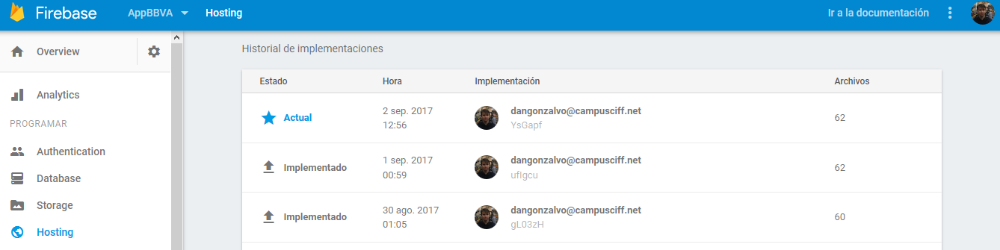 Firebase
AppBBVA
Hosting
Ir a la documentación
Overview
Analytics
PROGRAMAR
Authentication
Database
Storage
Hosting
Historial de implementaciones
Estado Hora Implementación Archivos
Actual 2 sep. 2017 dangonzalvo@campusciff.net 62
12:56 YsGapf
Implementado 1 sep. 2017 dangonzalvo@campusciff.net 62
00:59 ufIgcu
Implementado 30 ago. 2017 dangonzalvo@campusciff.net 60
01:05 gL03zH